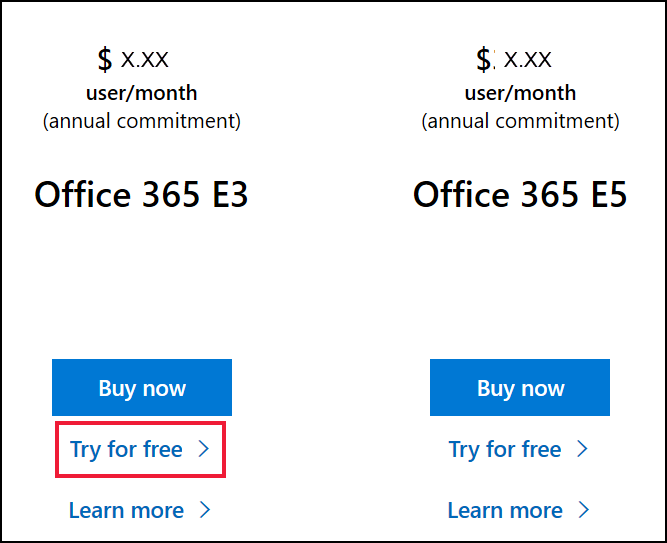 $ X.XX
user/month
(annual commitment)
Office 365 E3
Buy now
Try for free
Learn more
$ X.XX
user/month
(annual commitment)
Office 365 E5
Buy now
Try for free
Learn more